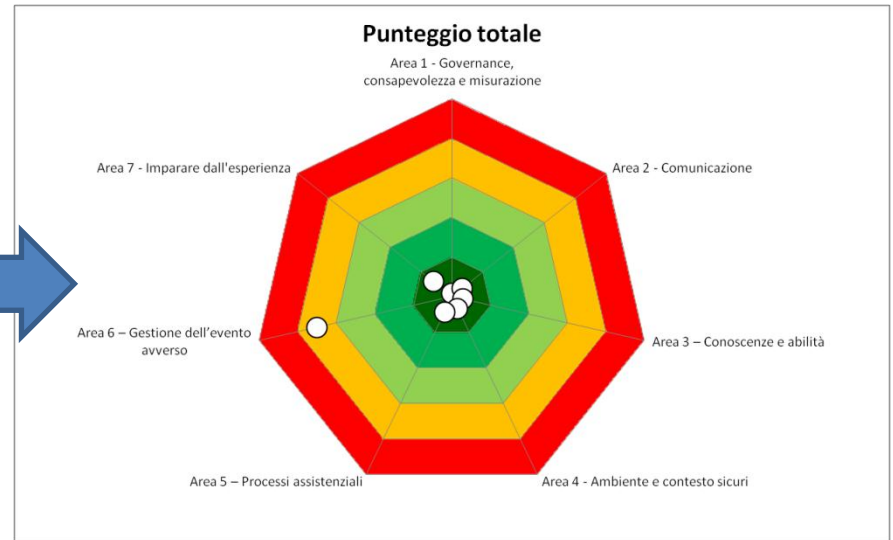 Punteggio totale
Area 1 - Governance,
consapevolezza e misurazione
Area 7 - Imparare dall'esperienza
Area 2 - Comunicazione
Area 6 – Gestione dell'evento
avverso
Area 3 – Conoscenze e abilità
Area 5 – Processi assistenziali
Area 4 - Ambiente e contesto sicuri